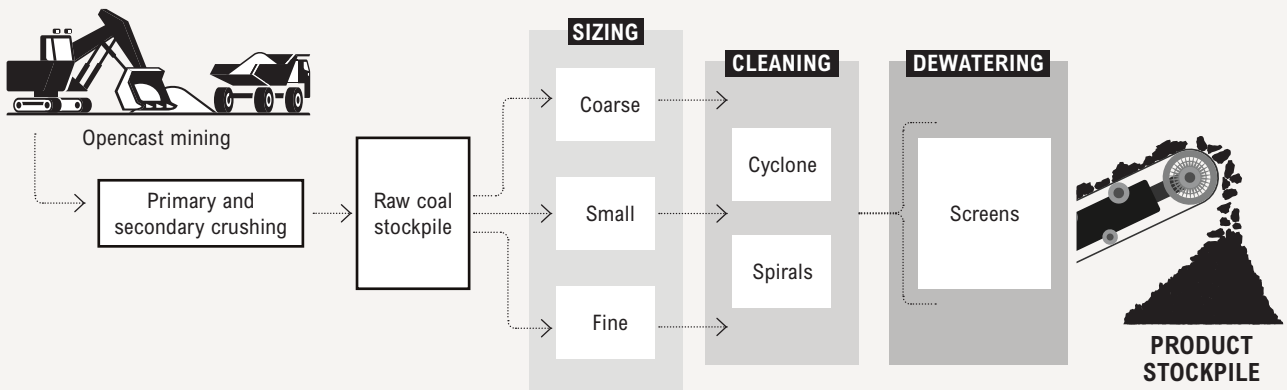 Opencast mining
Primary and
secondary crushing
Raw coal
stockpile
SIZING
Coarse
Small
Fine
CLEANING
Cyclone
Spirals
DEWATERING
Screens
PRODUCT
STOCKPILE